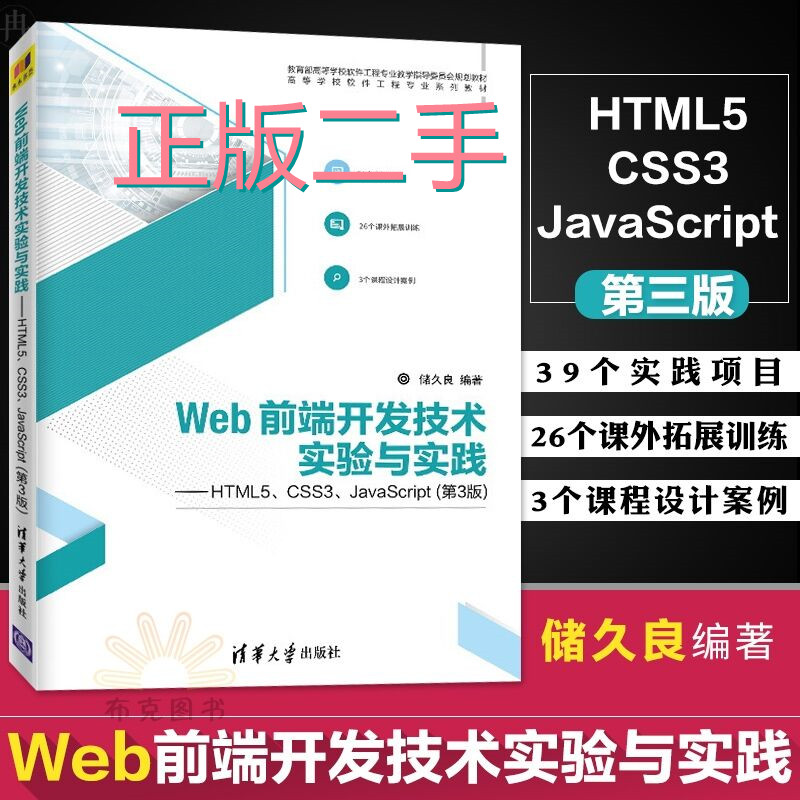 冉
教育部高等学校软件工程专业教学指导委员会规划教材
高等学校软件工程专业系列教材
正版二手
26个课外拓展训练
3个课程设计案例
储久良 编著
Web前端开发技术
实验与实践
——HTML5、CSS3、JavaScript(第3版)
清华大学出版社
Web前端开发技术实验与实践——HTML5、CSS3、JavaScript(第3版)
清华大学出版社
布克图书
HTML5
CSS3
JavaScript
第三版
39个实践项目
26个课外拓展训练
3个课程设计案例
储久良编著
Web前端开发技术实验与实践